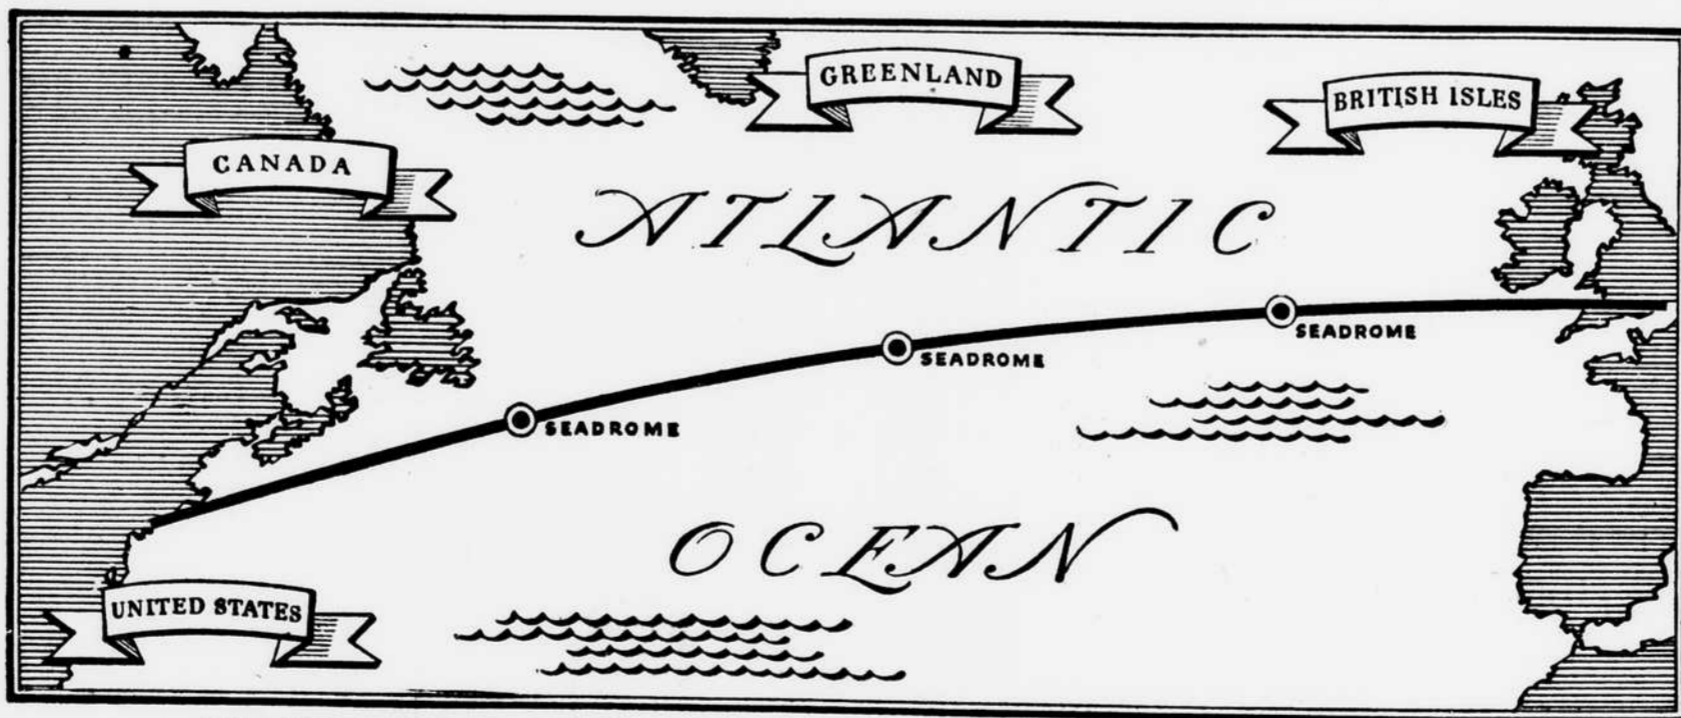 GREENLAND
BRITISH ISLES
CANADA
ATLANTIC
SEADROME
SEADROME
SEADROME
OCEAN
UNITED STATES